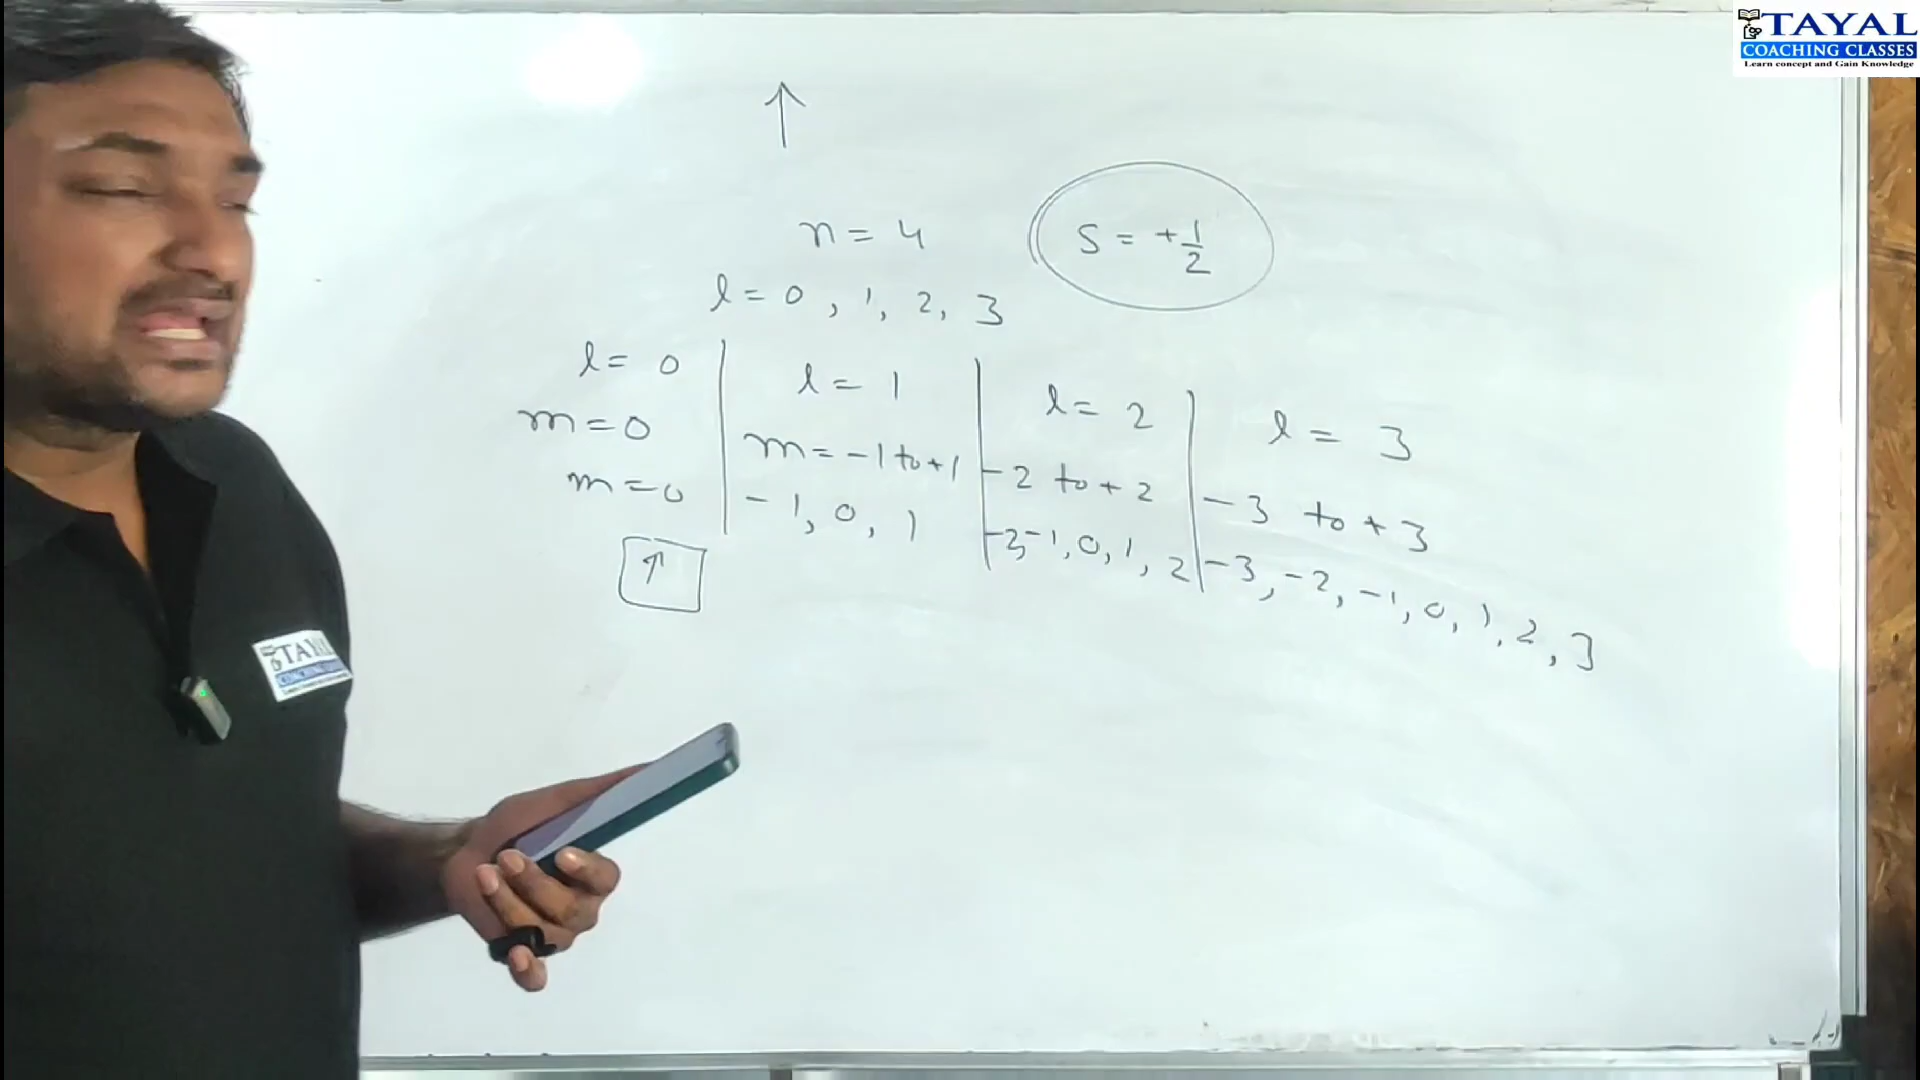 TAYAL
COACHING CLASSES
Learn concept and Gain Knowledge
↑
n = 4
S = +1/2
l = 0, 1, 2, 3
l = 0
m = 0
m = 0
↑
l = 1
m = -1 to +1
-1, 0, 1
l = 2
-2 to + 2
-2, -1, 0, 1, 2
l = 3
-3 to + 3
-3, -2, -1, 0, 1, 2, 3
TAYAL